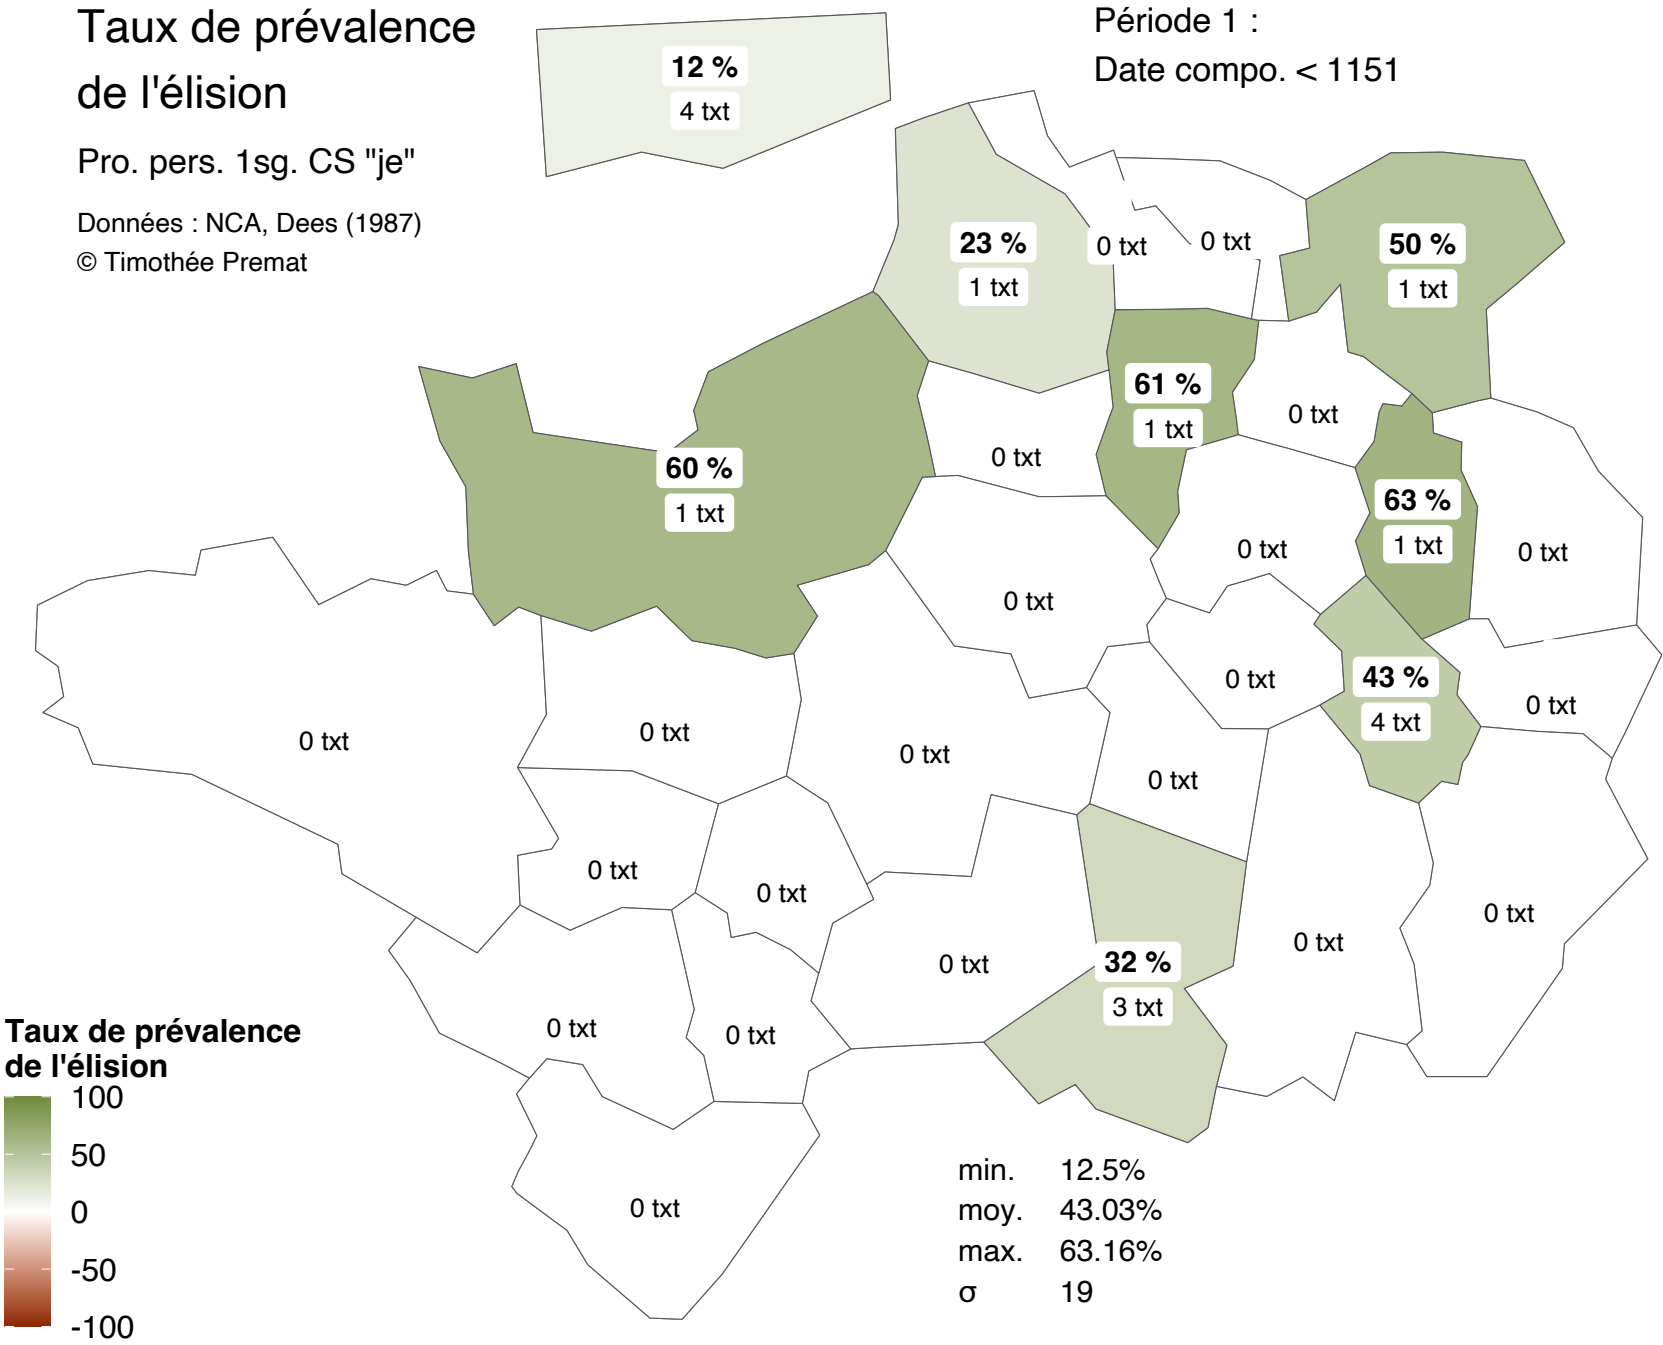 Taux de prévalence
de l'élision
Pro. pers. 1sg. CS "je"
Données : NCA, Dees (1987)
© Timothée Premat
Période 1 :
Date compo. < 1151
12 %
4 txt
23 %
1 txt
0 txt
0 txt
50 %
1 txt
61 %
1 txt
0 txt
0 txt
60 %
1 txt
63 %
1 txt
0 txt
0 txt
0 txt
0 txt
43 %
4 txt
0 txt
0 txt
0 txt
0 txt
0 txt
0 txt
0 txt
0 txt
0 txt
0 txt
32 %
3 txt
0 txt
0 txt
0 txt
0 txt
Taux de prévalence
de l'élision
100
50
0
-50
-100
min. 12.5%
moy. 43.03%
max. 63.16%
σ 19